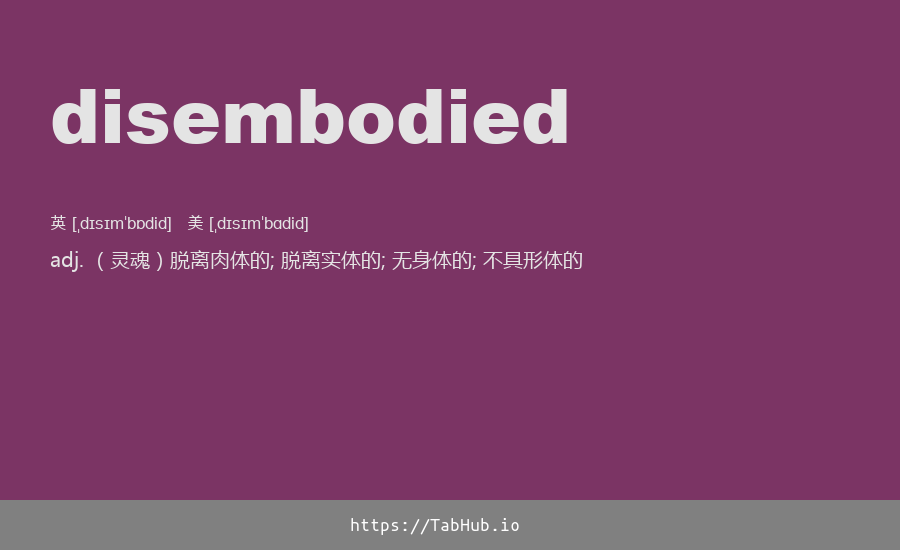 disembodied
英 [ˌdɪsɪmˈbɒdid] 美 [ˌdɪsɪmˈbɑdid]
adj. （灵魂）脱离肉体的; 脱离实体的; 无身体的; 不具形体的
https://TabHub.io